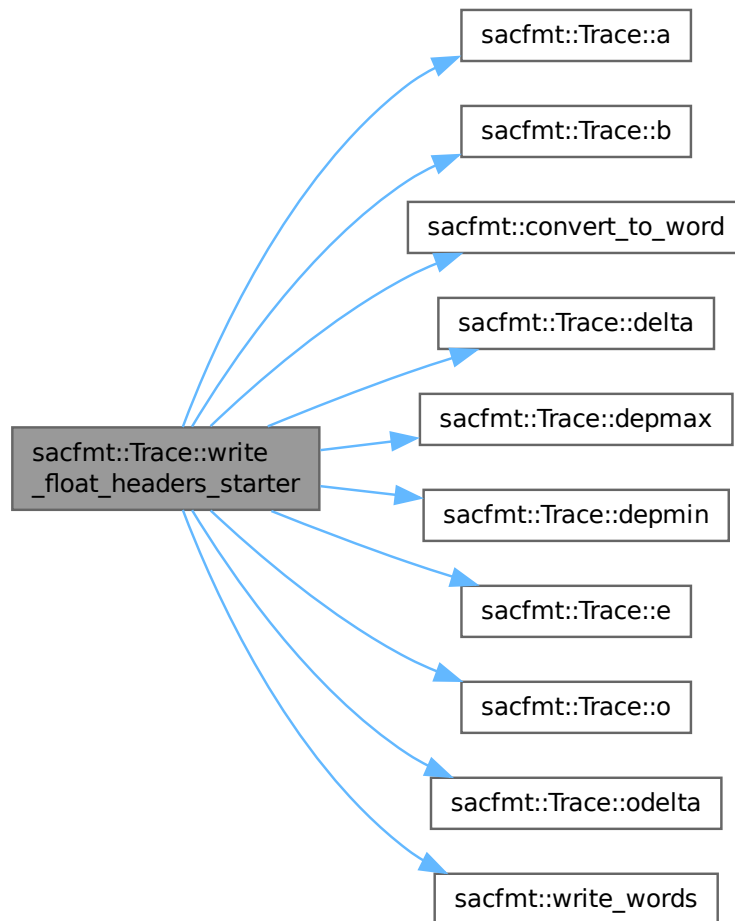 sacfmt::Trace::a
sacfmt::Trace::b
sacfmt::convert_to_word
sacfmt::Trace::delta
sacfmt::Trace::depmax
sacfmt::Trace::write
_float_headers_starter
sacfmt::Trace::depmin
sacfmt::Trace::e
sacfmt::Trace::o
sacfmt::Trace::odelta
sacfmt::write_words